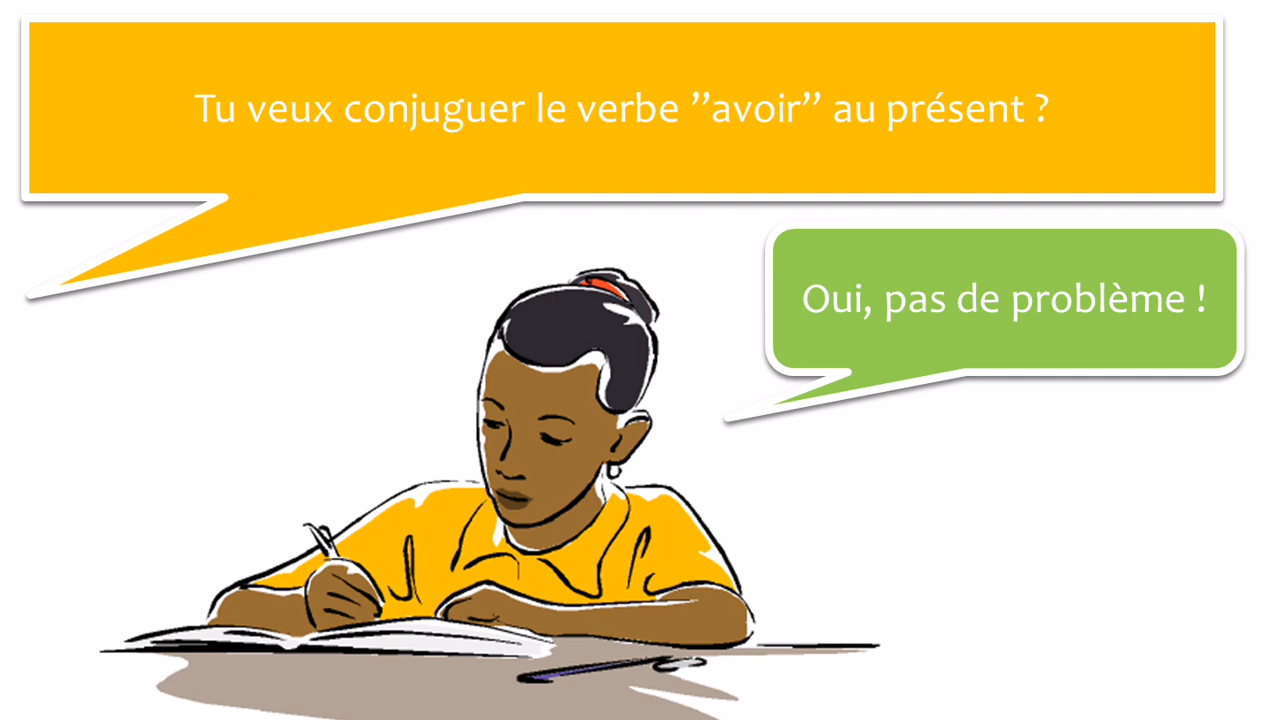 Tu veux conjuguer le verbe ”avoir” au présent ?
Oui, pas de problème !